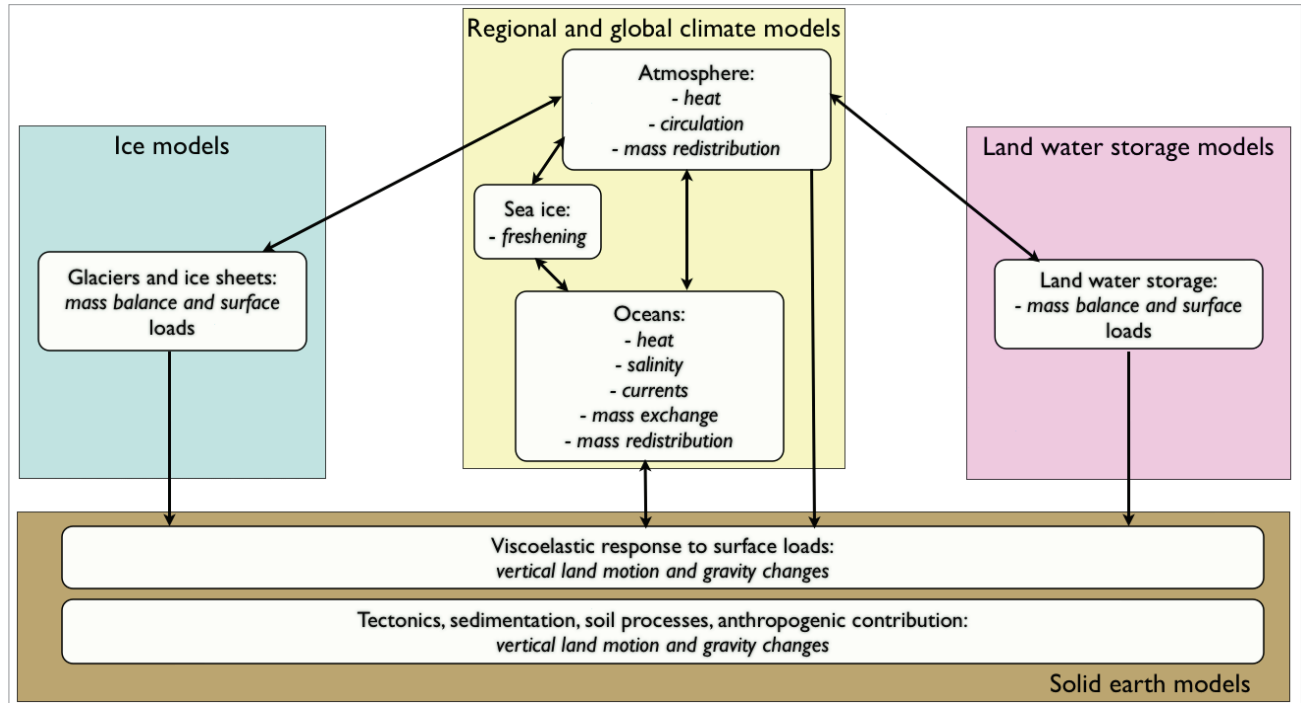 Regional and global climate models
Atmosphere:
- heat
- circulation
- mass redistribution
Ice models
Land water storage models
Sea ice:
- freshening
Glaciers and ice sheets:
mass balance and surface
loads
Land water storage:
- mass balance and surface
loads
Oceans:
- heat
- salinity
- currents
- mass exchange
- mass redistribution
Viscoelastic response to surface loads:
vertical land motion and gravity changes
Tectonics, sedimentation, soil processes, anthropogenic contribution:
vertical land motion and gravity changes
Solid earth models